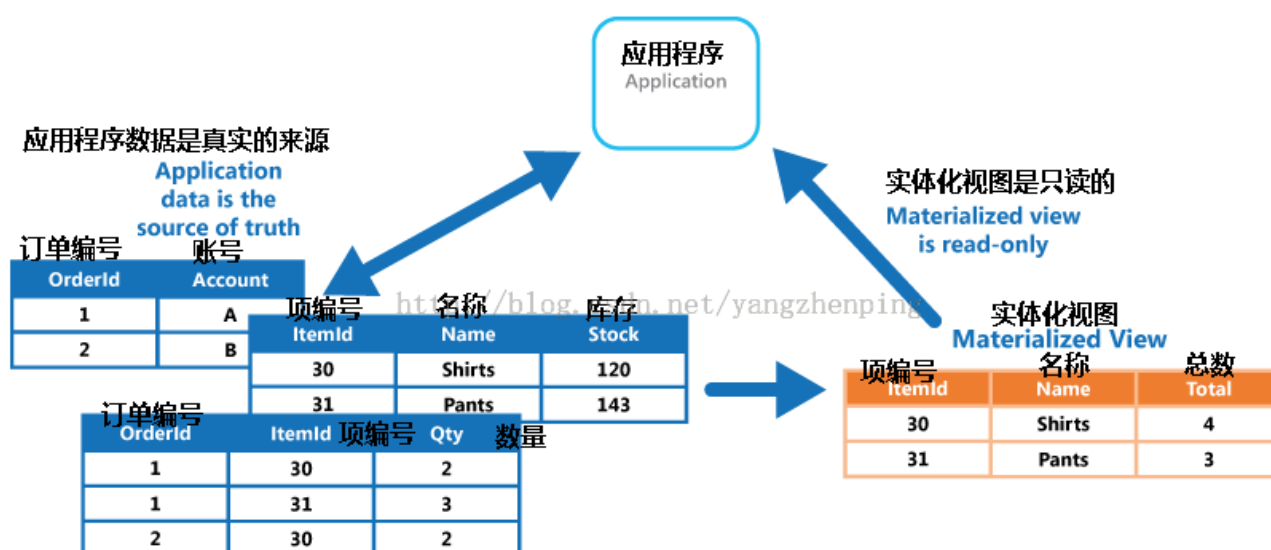 应用程序
Application
应用程序数据是真实的来源
Application
data is the
source of truth
实体化视图是只读的
Materialized view
is read-only
订单编号 账号
OrderId Account
1 A
2 B
项编号 名称 库存
ItemId Name Stock
30 Shirts 120
31 Pants 143
订单编号 项编号 数量
OrderId ItemId Qty
1 30 2
1 31 3
2 30 2
实体化视图
Materialized View
项编号 名称 总数
ItemId Name Total
30 Shirts 4
31 Pants 3